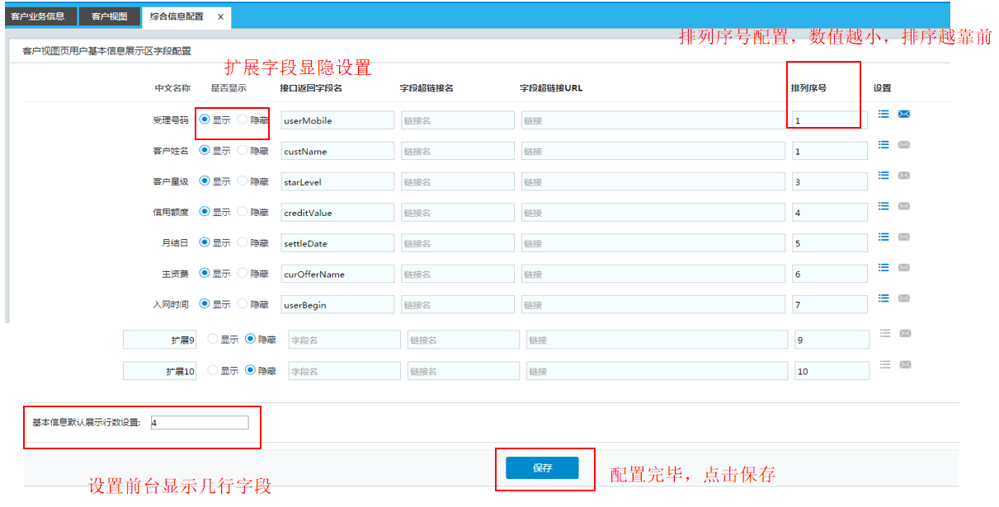 客户业务信息 客户视图 综合信息配置 x
排列序号配置，数值越小，排序越靠前
客户视图页用户基本信息展示区字段配置
扩展字段显隐设置
中文名称 是否显示 接口返回字段名 字段超链接名 字段超链接URL 排列序号 设置
受理号码 显示 隐藏 userMobile 链接名 链接 1
客户姓名 显示 隐藏 custName 链接名 链接 1
客户星级 显示 隐藏 starLevel 链接名 链接 3
信用额度 显示 隐藏 creditValue 链接名 链接 4
月结日 显示 隐藏 settleDate 链接名 链接 5
主资费 显示 隐藏 curOfferName 链接名 链接 6
入网时间 显示 隐藏 userBegin 链接名 链接 7
扩展9 显示 隐藏 字段名 链接名 链接 9
扩展10 显示 隐藏 字段名 链接名 链接 10
基本信息默认展示行数设置: 4
保存
设置前台显示几行字段
配置完毕，点击保存